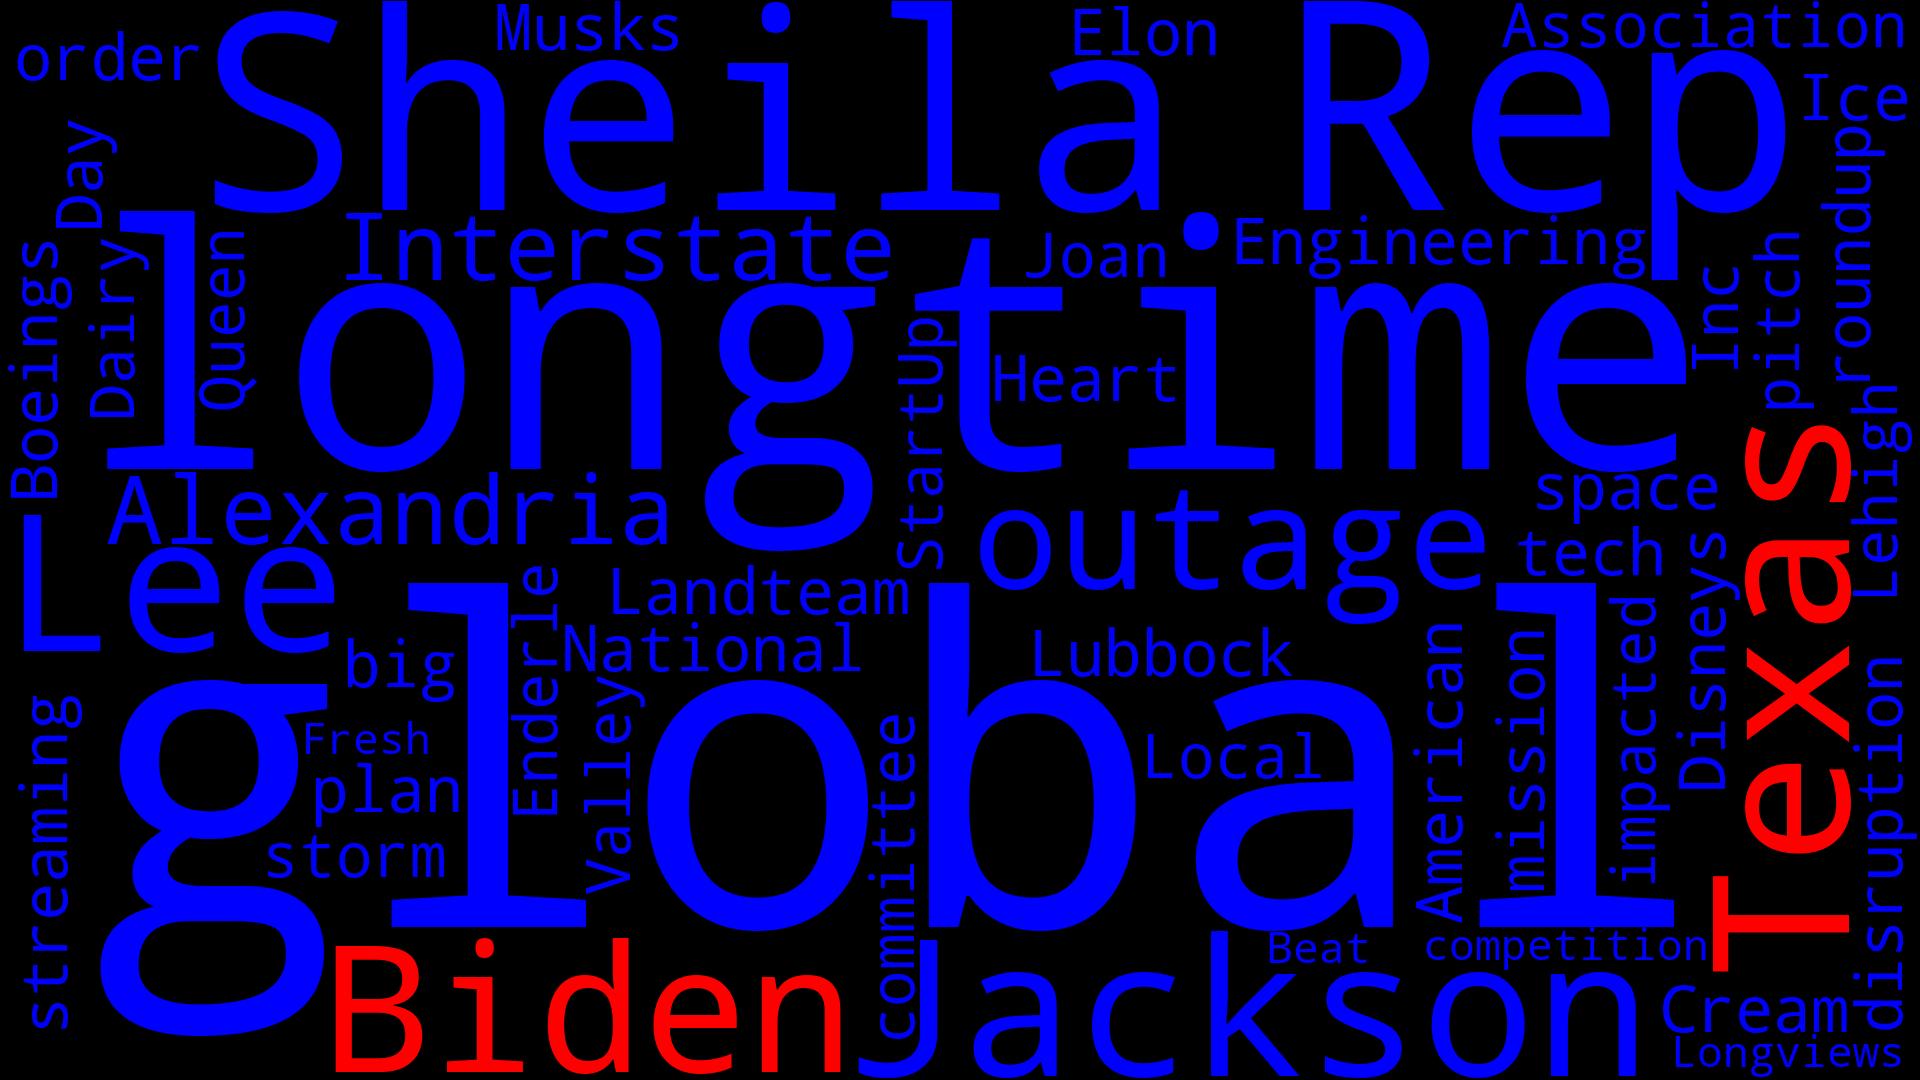 order
Sheila
Musks
Elon
Rep
Association
Ice
Day
roundup
Interstate
Joan
Engineering
Boeings
Dairy
Queen
longtime
StartUp
Heart
Inc
pitch
Lehigh
Alexandria
outage
space
tech
Texas
Lee
Landteam
National
Lubbock
big
Enderle
global
Fresh
plan
storm
Valley
committee
Local
American
mission
impacted
Disneys
disruption
streaming
Biden
Jackson
Beat
competition
Cream
Longviews